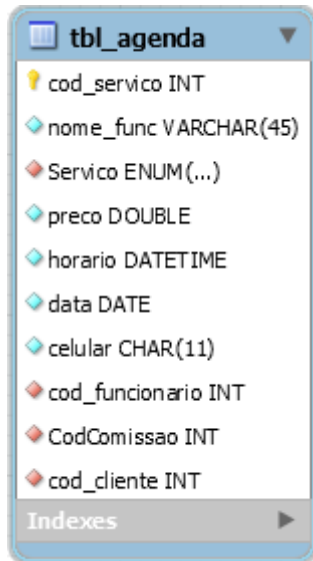 tbl_agenda
cod_servico INT
nome_func VARCHAR(45)
Servico ENUM(...)
preco DOUBLE
horario DATETIME
data DATE
celular CHAR(11)
cod_funcionario INT
CodComissao INT
cod_cliente INT
Indexes